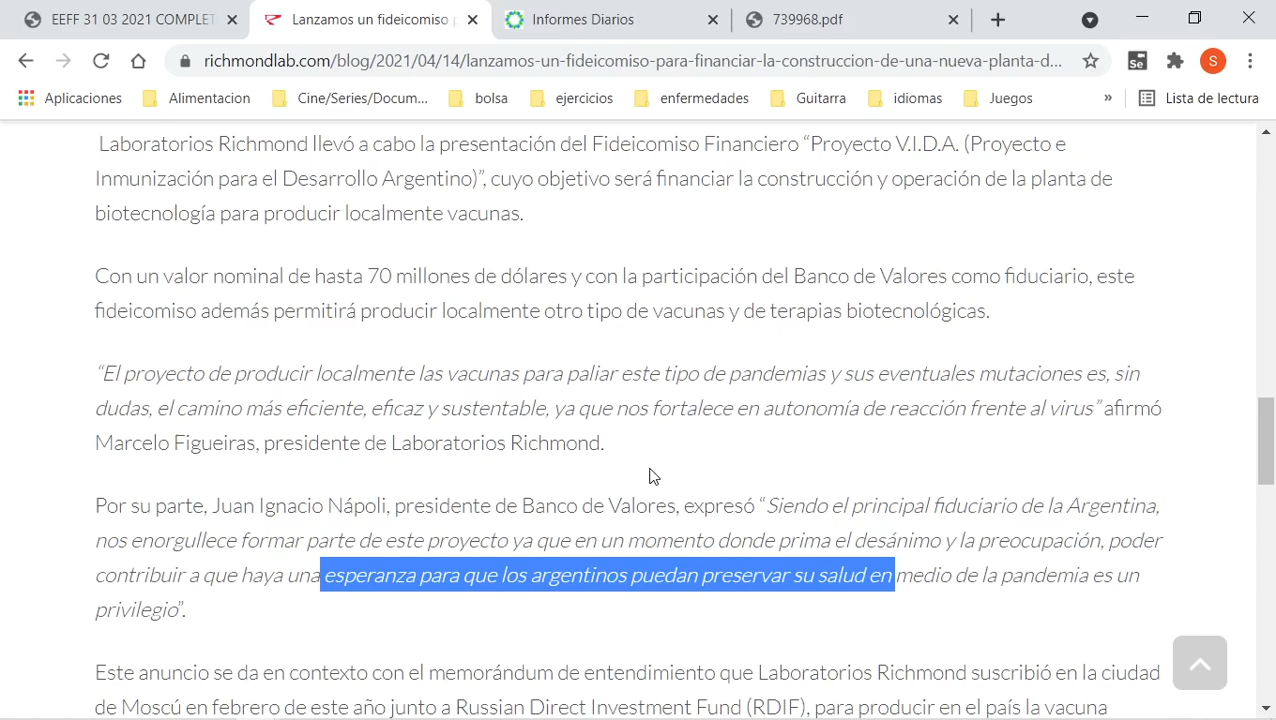 EEFF 31 03 2021 COMPLET
Lanzamos un fideicomiso p
Informes Diarios
739968.pdf
richmondlab.com/blog/2021/04/14/lanzamos-un-fideicomiso-para-financiar-la-construccion-de-una-nueva-planta-d...
Se
S
Aplicaciones
Alimentacion
Cine/Series/Docum...
bolsa
ejercicios
enfermedades
Guitarra
idiomas
Juegos
»
Lista de lectura
Laboratorios Richmond llevó a cabo la presentación del Fideicomiso Financiero “Proyecto V.I.D.A. (Proyecto e
Inmunización para el Desarrollo Argentino)”, cuyo objetivo será financiar la construcción y operación de la planta de
biotecnología para producir localmente vacunas.
Con un valor nominal de hasta 70 millones de dólares y con la participación del Banco de Valores como fiduciario, este
fideicomiso además permitirá producir localmente otro tipo de vacunas y de terapias biotecnológicas.
“El proyecto de producir localmente las vacunas para paliar este tipo de pandemias y sus eventuales mutaciones es, sin
dudas, el camino más eficiente, eficaz y sustentable, ya que nos fortalece en autonomía de reacción frente al virus” afirmó
Marcelo Figueiras, presidente de Laboratorios Richmond.
Por su parte, Juan Ignacio Nápoli, presidente de Banco de Valores, expresó “Siendo el principal fiduciario de la Argentina,
nos enorgullece formar parte de este proyecto ya que en un momento donde prima el desánimo y la preocupación, poder
contribuir a que haya una esperanza para que los argentinos puedan preservar su salud en medio de la pandemia es un
privilegio”.
Este anuncio se da en contexto con el memorándum de entendimiento que Laboratorios Richmond suscribió en la ciudad
de Moscú en febrero de este año junto a Russian Direct Investment Fund (RDIF), para producir en el país la vacuna